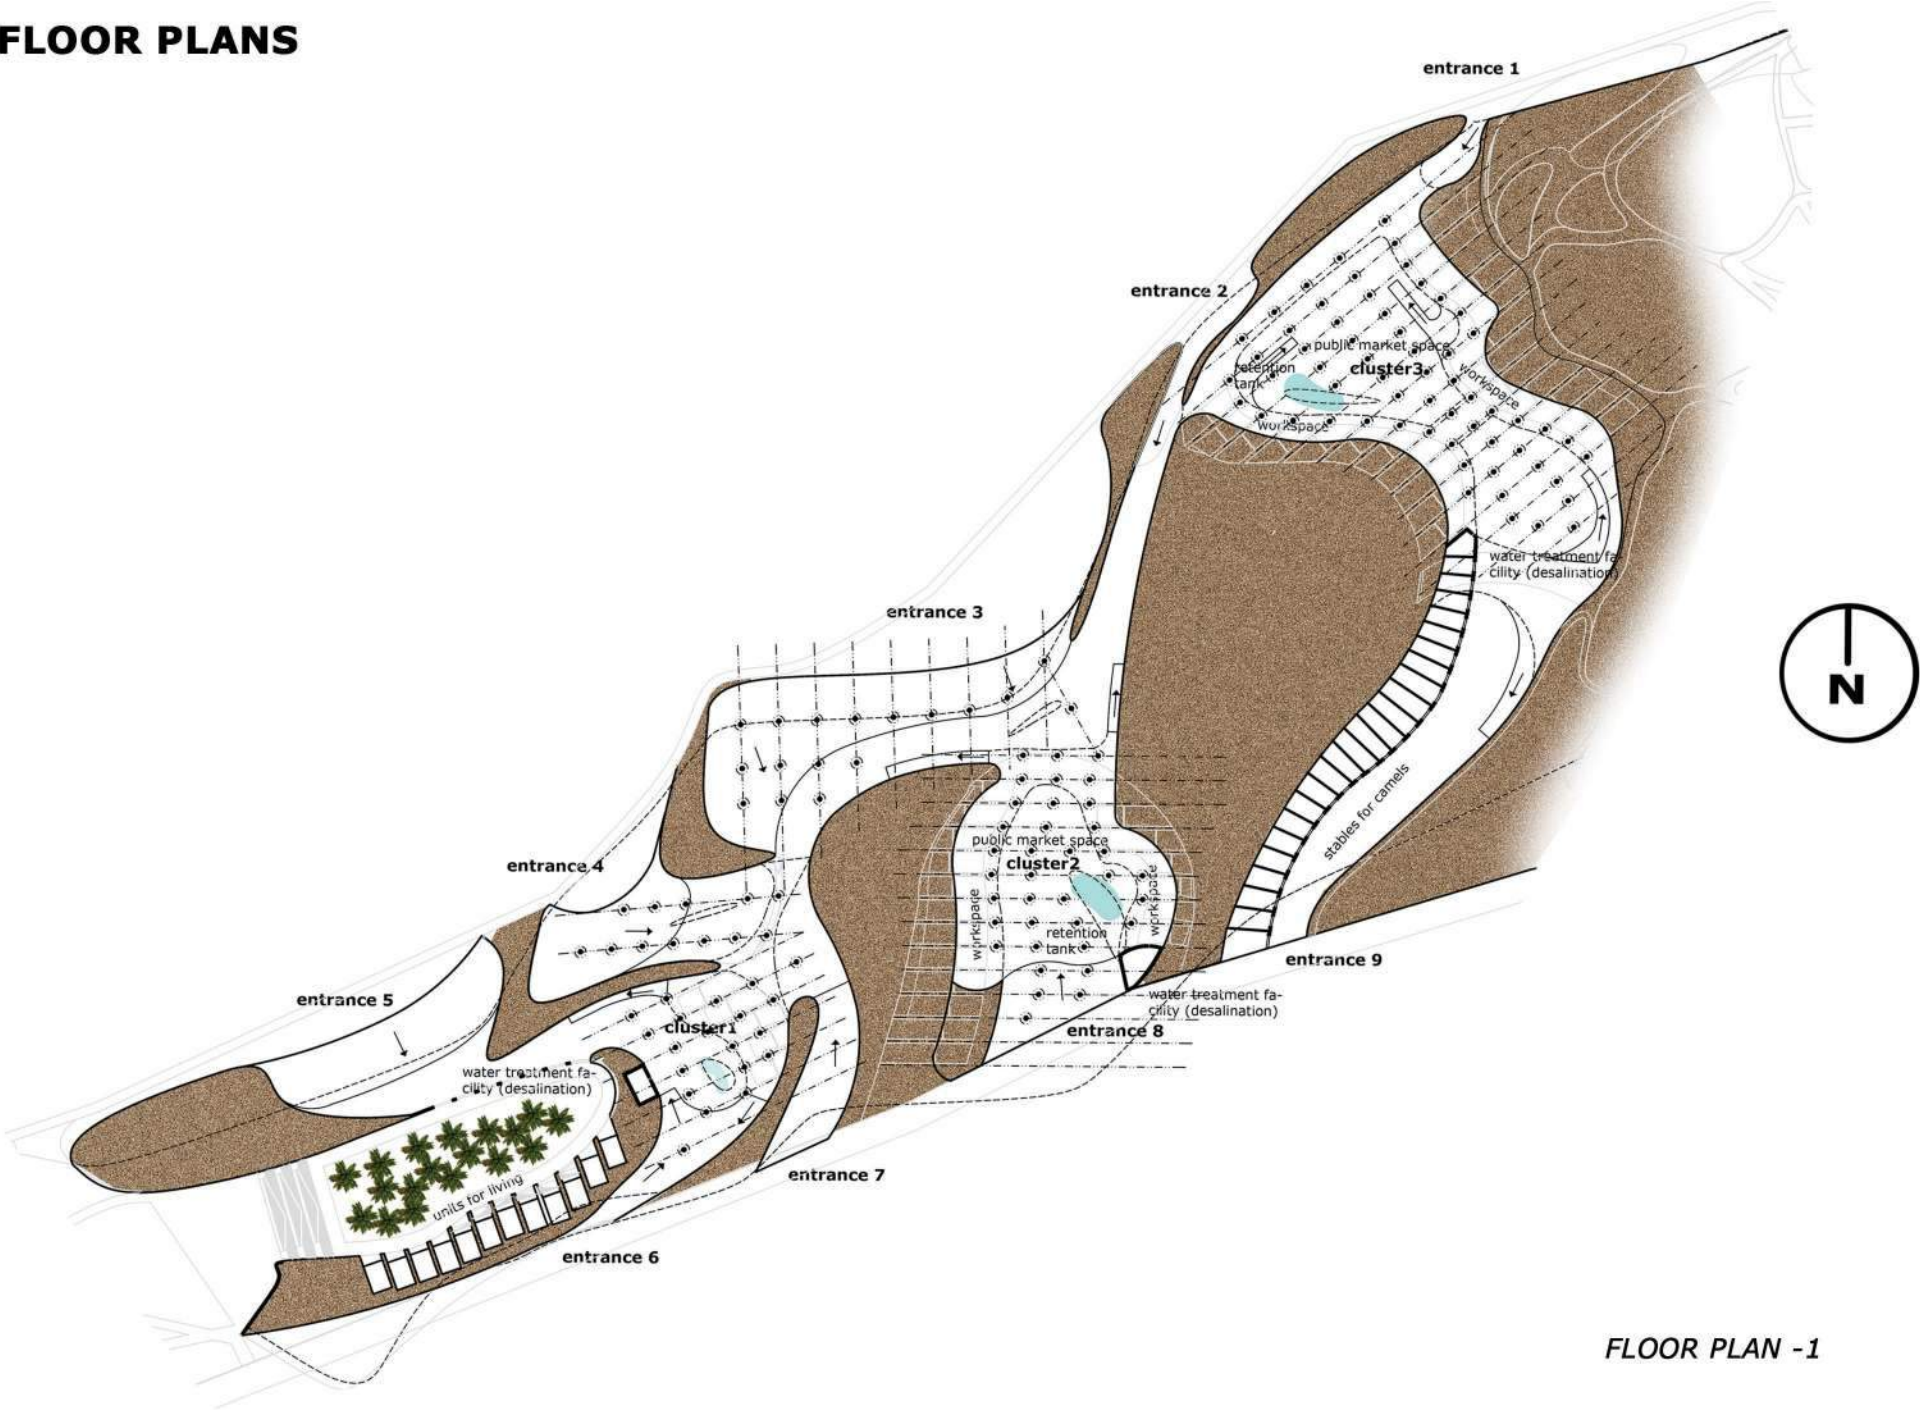 FLOOR PLANS
entrance 1
entrance 2
public market space
cluster3
retention
tank
workspace
workspace
water treatment fa-
cility (desalination)
entrance 3
N
stables for camels
entrance 4
public market space
cluster2
workspace
workspace
retention
tank
entrance 9
water treatment fa-
cility (desalination)
entrance 8
entrance 5
cluster1
water treatment fa-
cility (desalination)
units for living
entrance 7
entrance 6
FLOOR PLAN -1